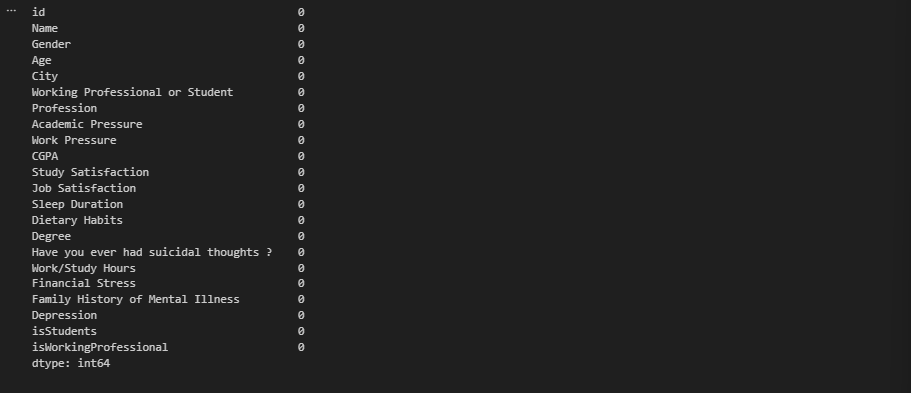 ...
id 0
Name 0
Gender 0
Age 0
City 0
Working Professional or Student 0
Profession 0
Academic Pressure 0
Work Pressure 0
CGPA 0
Study Satisfaction 0
Job Satisfaction 0
Sleep Duration 0
Dietary Habits 0
Degree 0
Have you ever had suicidal thoughts ? 0
Work/Study Hours 0
Financial Stress 0
Family History of Mental Illness 0
Depression 0
isStudents 0
isWorkingProfessional 0
dtype: int64